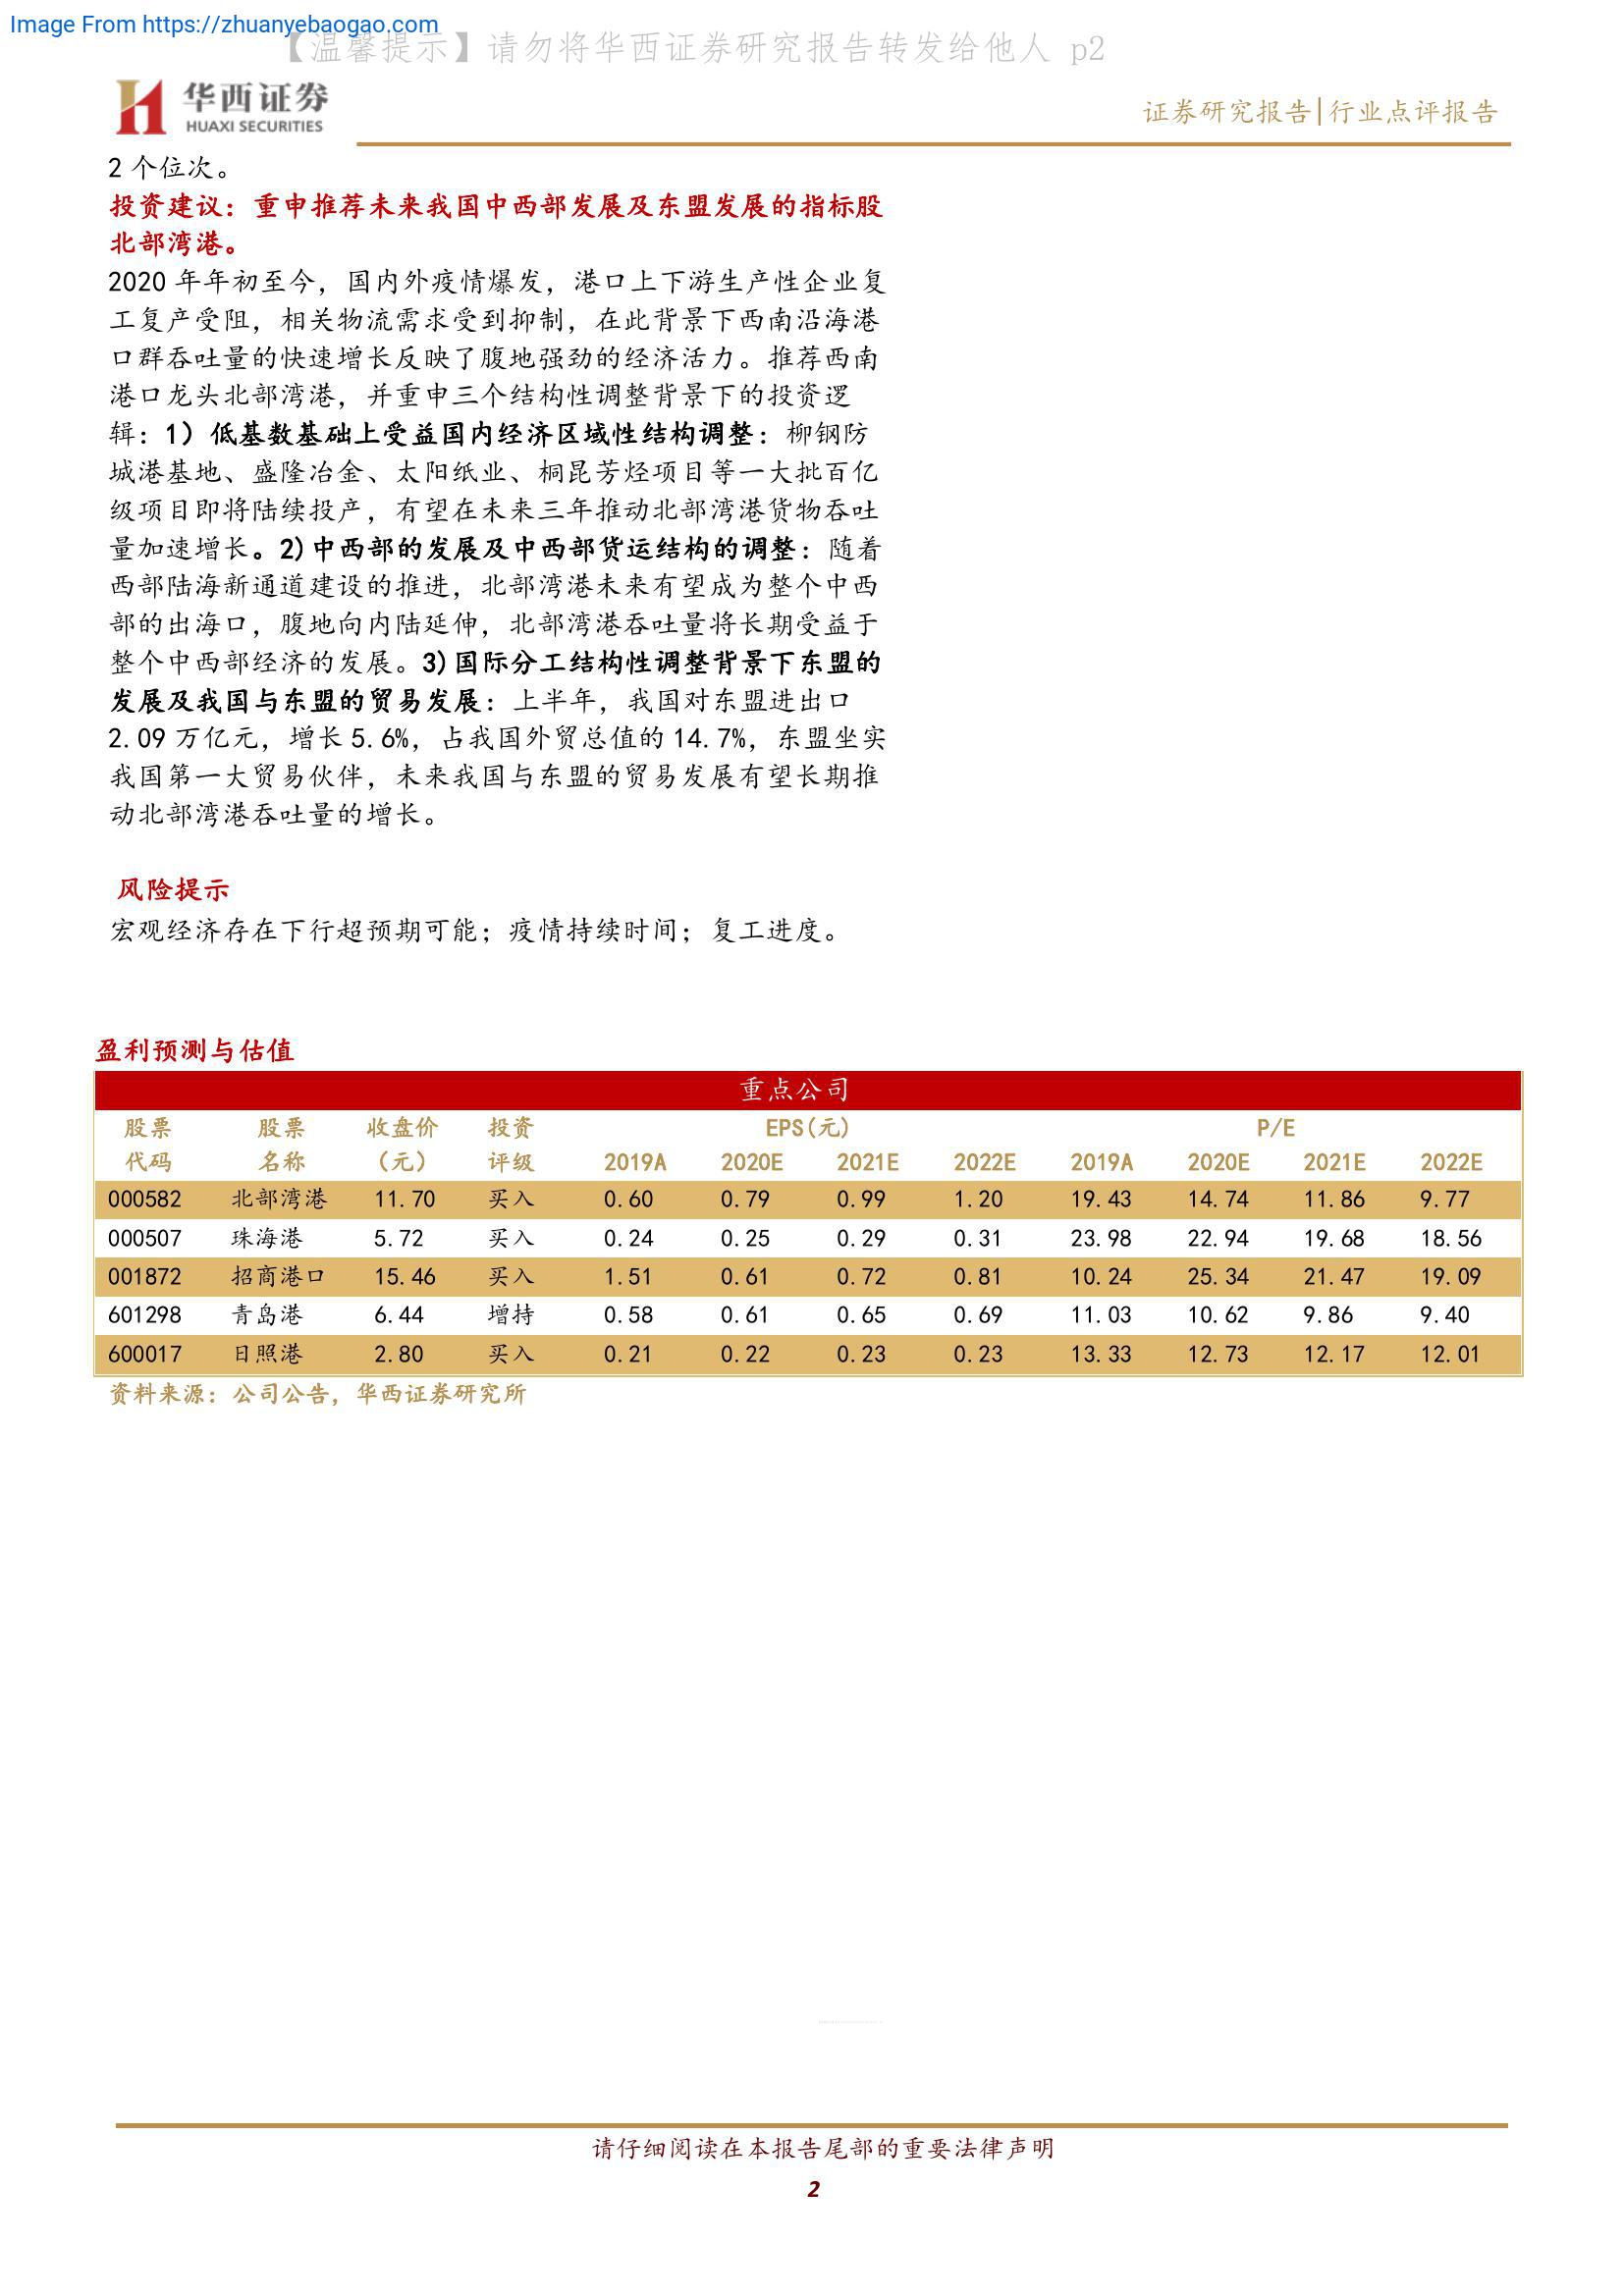 Image From https://zhuanyebaogao.com
【温馨提示】请勿将华西证券研究报告转发给他人 p2
华西证券
HUAXI SECURITIES
证券研究报告|行业点评报告
2 个位次。
投资建议：重申推荐未来我国中西部发展及东盟发展的指标股
北部湾港。
2020 年年初至今，国内外疫情爆发，港口上下游生产性企业复
工复产受阻，相关物流需求受到抑制，在此背景下西南沿海港
口群吞吐量的快速增长反映了腹地强劲的经济活力。推荐西南
港口龙头北部湾港，并重申三个结构性调整背景下的投资逻
辑：1）低基数基础上受益国内经济区域性结构调整：柳钢防
城港基地、盛隆冶金、太阳纸业、桐昆芳烃项目等一大批百亿
级项目即将陆续投产，有望在未来三年推动北部湾港货物吞吐
量加速增长。2)中西部的发展及中西部货运结构的调整：随着
西部陆海新通道建设的推进，北部湾港未来有望成为整个中西
部的出海口，腹地向内陆延伸，北部湾港吞吐量将长期受益于
整个中西部经济的发展。3)国际分工结构性调整背景下东盟的
发展及我国与东盟的贸易发展：上半年，我国对东盟进出口
2.09 万亿元，增长 5.6%，占我国外贸总值的 14.7%，东盟坐实
我国第一大贸易伙伴，未来我国与东盟的贸易发展有望长期推
动北部湾港吞吐量的增长。
风险提示
宏观经济存在下行超预期可能；疫情持续时间；复工进度。
盈利预测与估值
重点公司
股票 股票 收盘价 投资 EPS(元) P/E
代码 名称 （元） 评级 2019A 2020E 2021E 2022E 2019A 2020E 2021E 2022E
000582 北部湾港 11.70 买入 0.60 0.79 0.99 1.20 19.43 14.74 11.86 9.77
000507 珠海港 5.72 买入 0.24 0.25 0.29 0.31 23.98 22.94 19.68 18.56
001872 招商港口 15.46 买入 1.51 0.61 0.72 0.81 10.24 25.34 21.47 19.09
601298 青岛港 6.44 增持 0.58 0.61 0.65 0.69 11.03 10.62 9.86 9.40
600017 日照港 2.80 买入 0.21 0.22 0.23 0.23 13.33 12.73 12.17 12.01
资料来源：公司公告，华西证券研究所
请仔细阅读在本报告尾部的重要法律声明
2